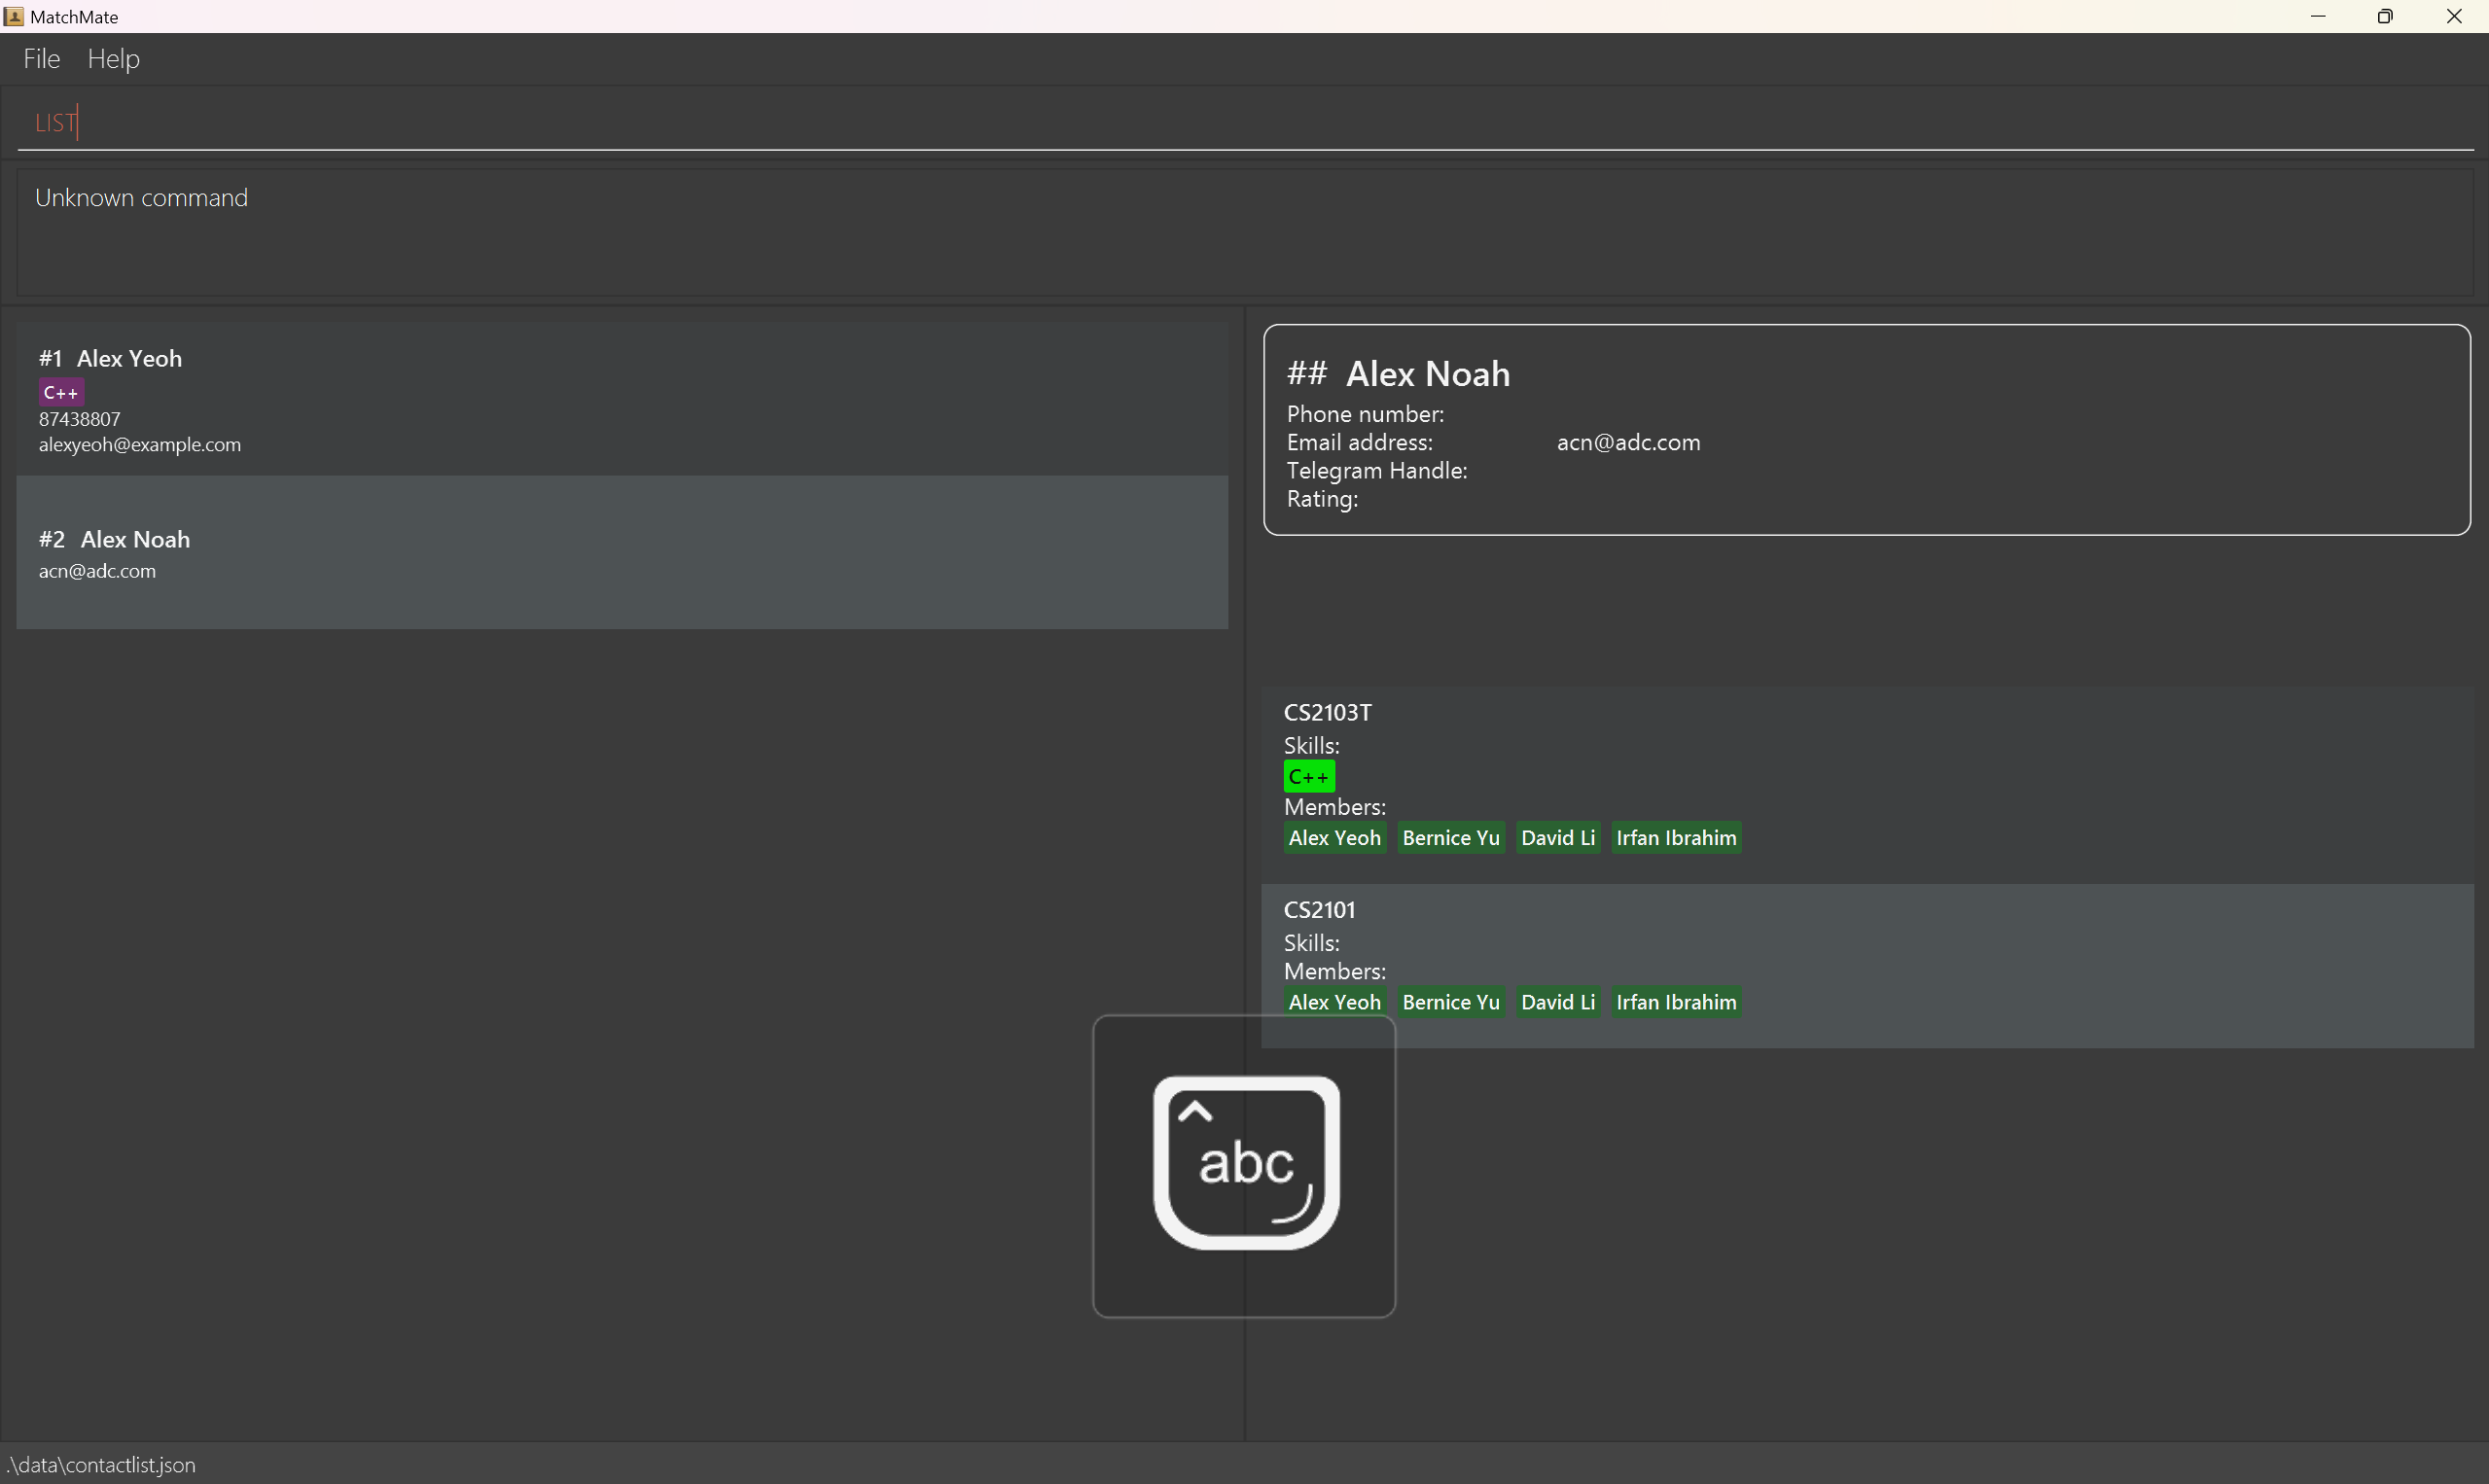 MatchMate
File Help
LIST
Unknown command
#1 Alex Yeoh
C++
87438807
alexyeoh@example.com
#2 Alex Noah
acn@adc.com
## Alex Noah
Phone number:
Email address: acn@adc.com
Telegram Handle:
Rating:
CS2103T
Skills:
C++
Members:
Alex Yeoh Bernice Yu David Li Irfan Ibrahim
CS2101
Skills:
Members:
Alex Yeoh Bernice Yu David Li Irfan Ibrahim
abc
.\data\contactlist.json